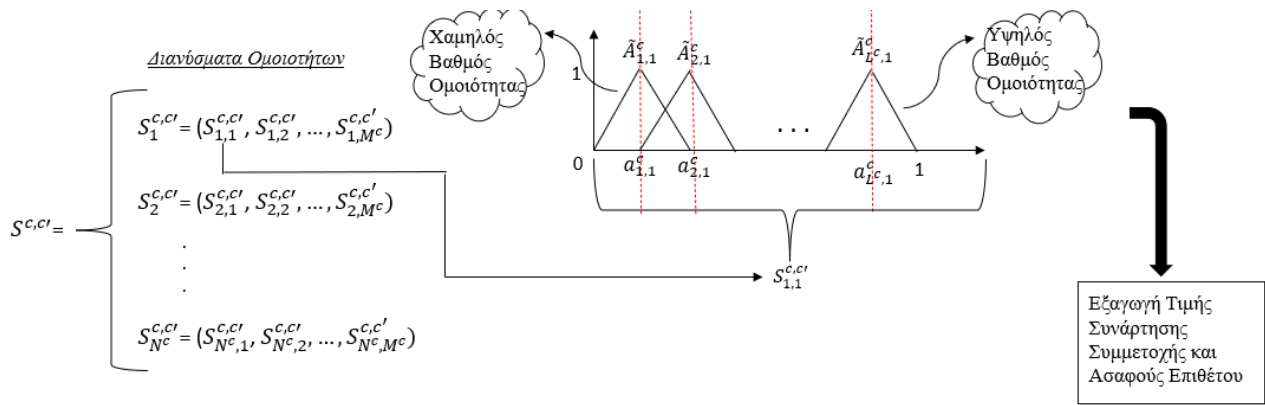 Διανύσματα Ομοιοτήτων
S^{c,c'} =
S_1^{c,c'} = (S_{1,1}^{c,c'}, S_{1,2}^{c,c'}, ..., S_{1,M^c}^{c,c'})
S_2^{c,c'} = (S_{2,1}^{c,c'}, S_{2,2}^{c,c'}, ..., S_{2,M^c}^{c,c'})
.
.
.
S_{N^c}^{c,c'} = (S_{N^c,1}^{c,c'}, S_{N^c,2}^{c,c'}, ..., S_{N^c,M^c}^{c,c'})
Χαμηλός
Βαθμός
Ομοιότητας
1
Ã_{1,1}^c Ã_{2,1}^c Ã_{L^c,1}^c
. . .
0 a_{1,1}^c a_{2,1}^c a_{L^c,1}^c 1
S_{1,1}^{c,c'}
Υψηλός
Βαθμός
Ομοιότητας
Εξαγωγή Τιμής
Συνάρτησης
Συμμετοχής και
Ασαφούς Επιθέτου